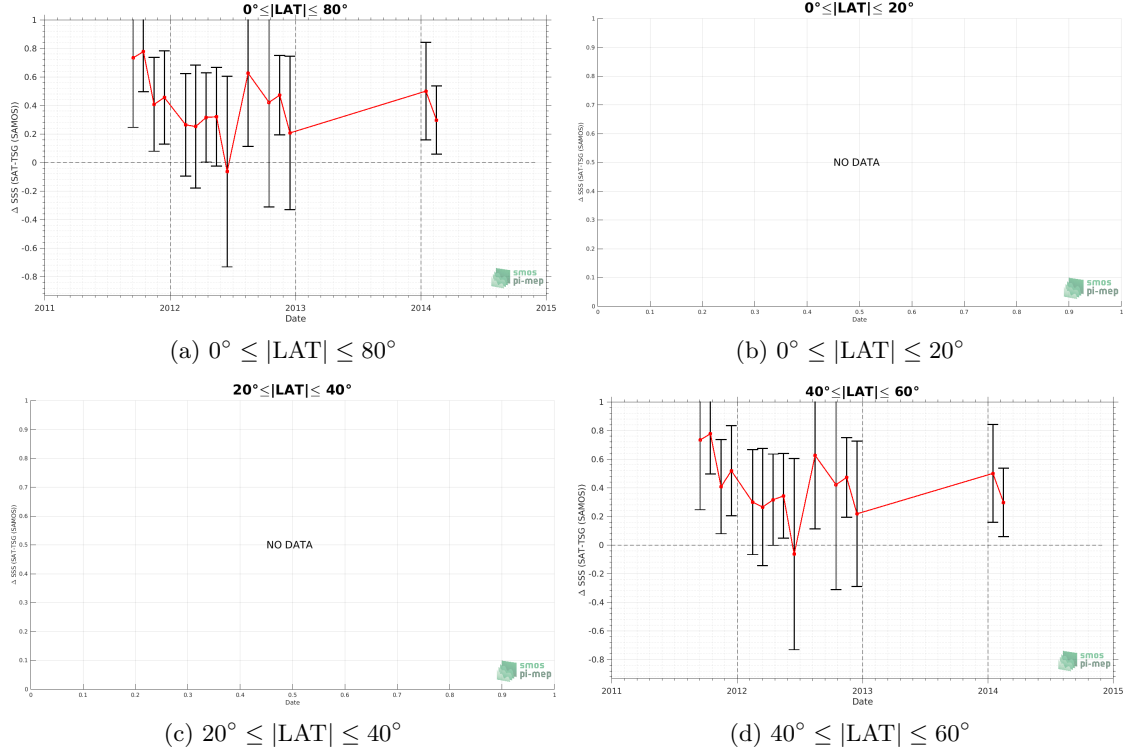 0°≤|LAT|≤ 80°
1
0.8
0.6
0.4
0.2
0
-0.2
-0.4
-0.6
-0.8
Δ SSS (SAT-TSG (SAMOS))
2011 2012 2013 2014 2015
Date
smos
pi-mep
(a) 0° ≤ |LAT| ≤ 80°
0°≤|LAT|≤ 20°
1
0.9
0.8
0.7
0.6
0.5
0.4
0.3
0.2
0.1
0
Δ SSS (SAT-TSG (SAMOS))
NO DATA
0 0.1 0.2 0.3 0.4 0.5 0.6 0.7 0.8 0.9 1
Date
smos
pi-mep
(b) 0° ≤ |LAT| ≤ 20°
20°≤|LAT|≤ 40°
1
0.9
0.8
0.7
0.6
0.5
0.4
0.3
0.2
0.1
0
Δ SSS (SAT-TSG (SAMOS))
NO DATA
0 0.1 0.2 0.3 0.4 0.5 0.6 0.7 0.8 0.9 1
Date
smos
pi-mep
(c) 20° ≤ |LAT| ≤ 40°
40°≤|LAT|≤ 60°
1
0.8
0.6
0.4
0.2
0
-0.2
-0.4
-0.6
-0.8
Δ SSS (SAT-TSG (SAMOS))
2011 2012 2013 2014 2015
Date
smos
pi-mep
(d) 40° ≤ |LAT| ≤ 60°